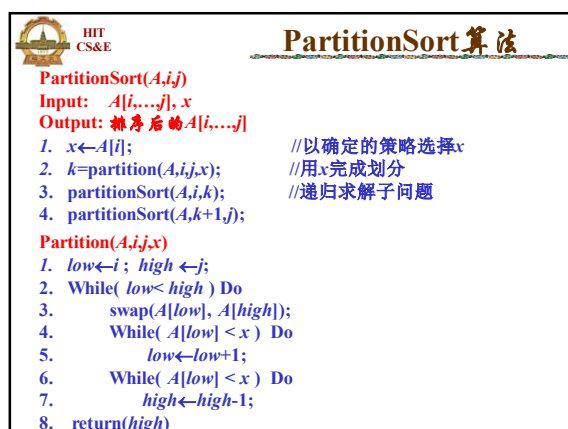 HIT
CS&E
PartitionSort算法
PartitionSort(A,i,j)
Input: A[i,…,j], x
Output: 排序后的A[i,…,j]
1. x←A[i]; //以确定的策略选择x
2. k=partition(A,i,j,x); //用x完成划分
3. partitionSort(A,i,k); //递归求解子问题
4. partitionSort(A,k+1,j);
Partition(A,i,j,x)
1. low←i ; high ←j;
2. While( low< high ) Do
3. swap(A[low], A[high]);
4. While( A[low] < x ) Do
5. low←low+1;
6. While( A[low] < x ) Do
7. high←high-1;
8. return(high)